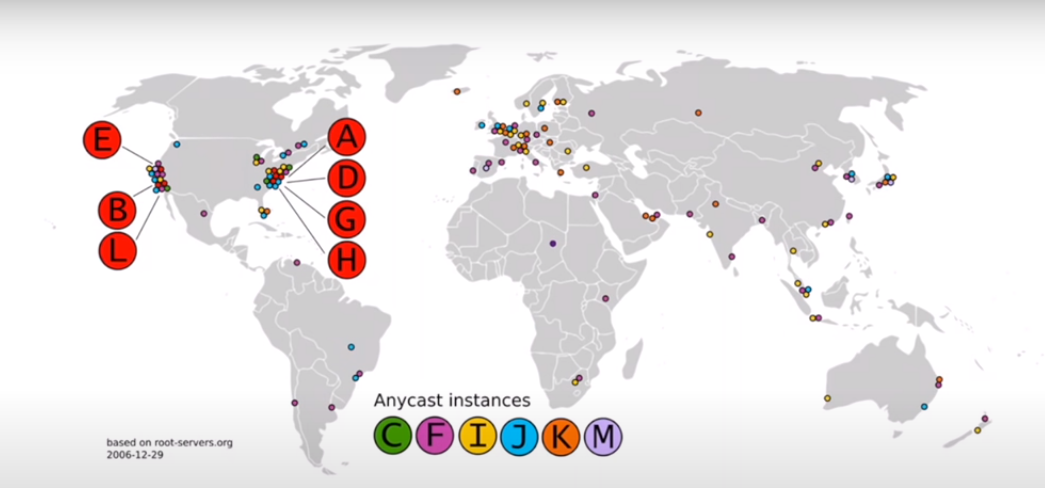 E
A
D
B
G
L
H
Anycast instances
C F I J K M
based on root-servers.org
2006-12-29